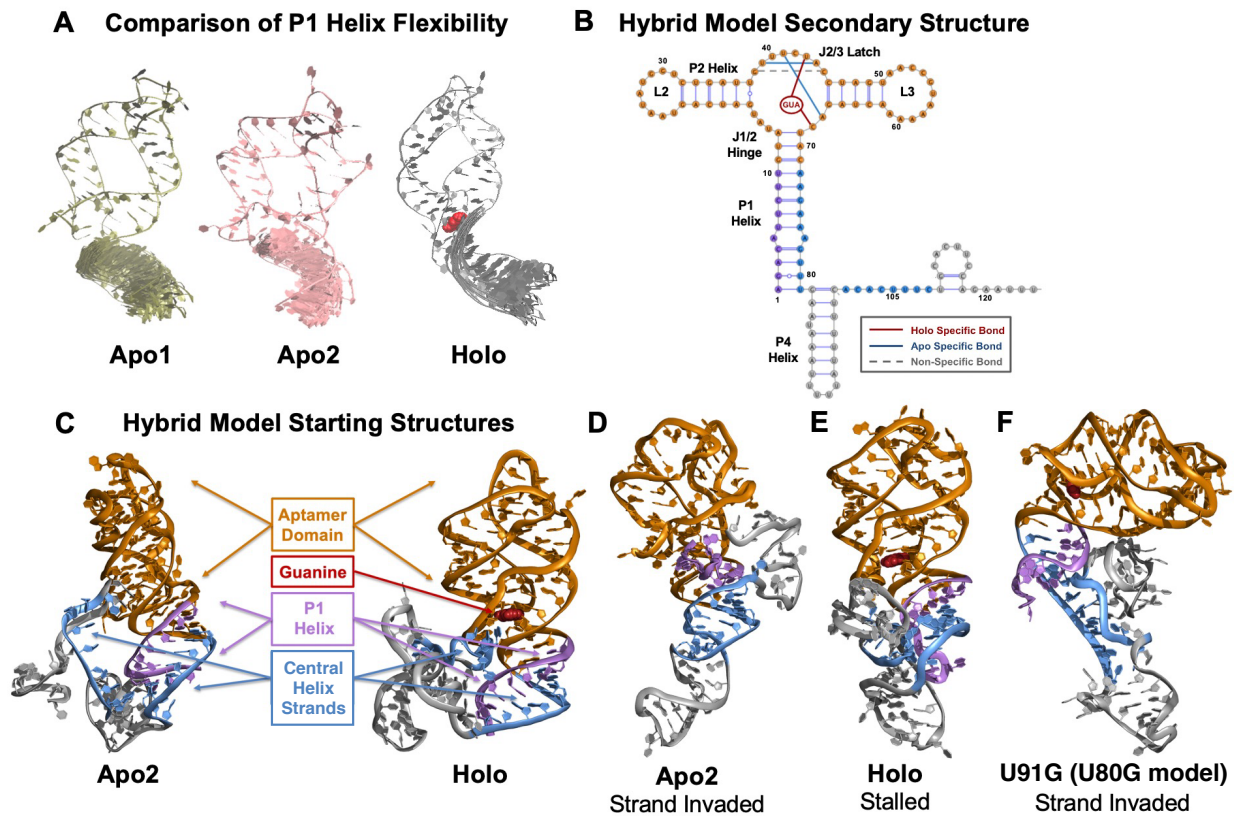 A
Comparison of P1 Helix Flexibility
Apo1
Apo2
Holo
B
Hybrid Model Secondary Structure
40
J2/3 Latch
30
P2 Helix
50
L2
GUA
L3
60
J1/2
Hinge
70
10
P1
Helix
80
1
105
120
P4
Helix
Holo Specific Bond
Apo Specific Bond
Non-Specific Bond
C
Hybrid Model Starting Structures
Aptamer
Domain
Guanine
P1
Helix
Central
Helix
Strands
Apo2
Holo
D
Apo2
Strand Invaded
E
Holo
Stalled
F
U91G (U80G model)
Strand Invaded